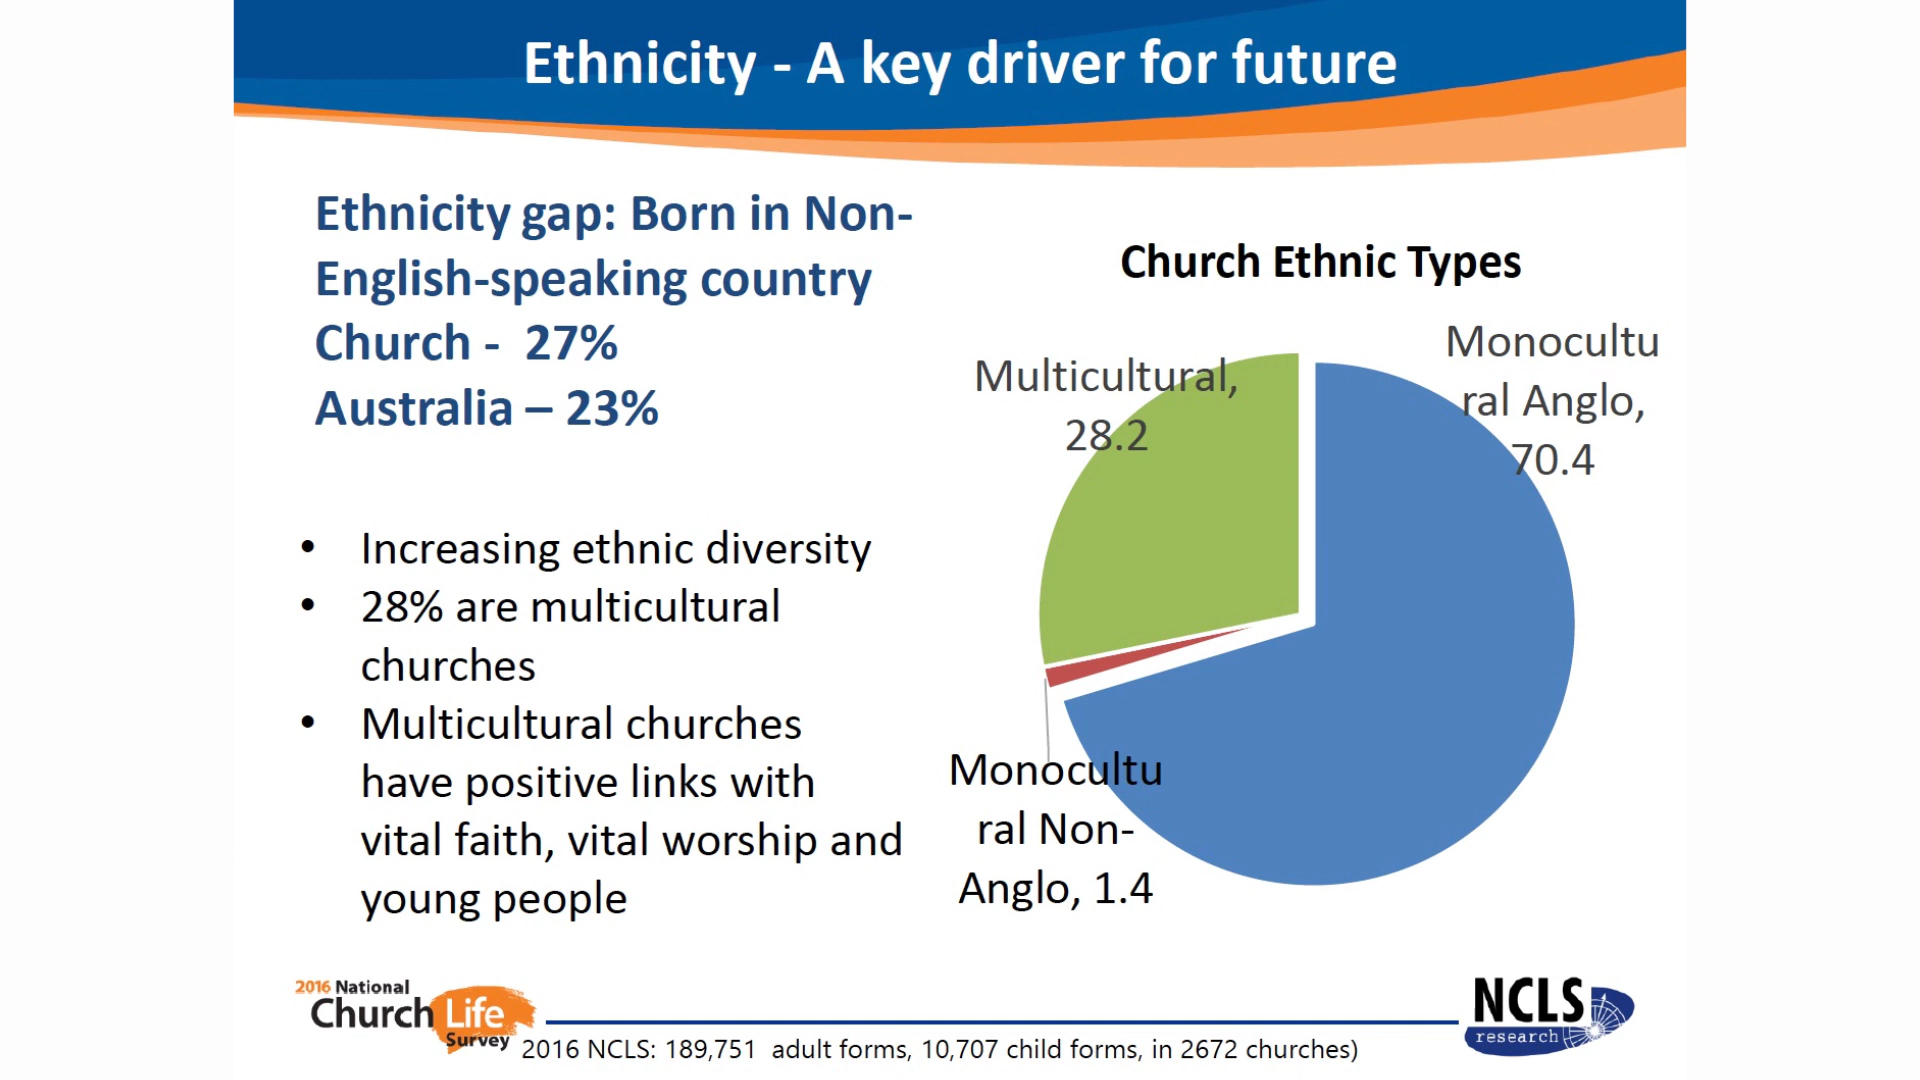 Ethnicity - A key driver for future
Ethnicity gap: Born in Non-
English-speaking country
Church -  27%
Australia – 23%
• Increasing ethnic diversity
• 28% are multicultural
churches
• Multicultural churches
have positive links with
vital faith, vital worship and
young people
Church Ethnic Types
Monocultu
ral Anglo,
70.4
Multicultural,
28.2
Monocultu
ral Non-
Anglo, 1.4
2016 National
Church Life
Survey
2016 NCLS: 189,751  adult forms, 10,707 child forms, in 2672 churches)
NCLS
research